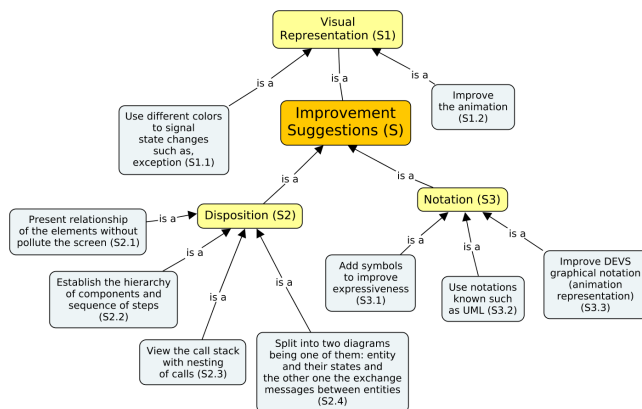 Visual
Representation (S1)
is a
is a
is a
Use different colors
to signal
state changes
such as,
exception (S1.1)
Improve
the animation
(S1.2)
Improvement
Suggestions (S)
is a
is a
Disposition (S2)
Notation (S3)
Present relationship
of the elements without
pollute the screen (S2.1)
is a
is a
is a
is a
Establish the hierarchy
of components and
sequence of steps
(S2.2)
View the call stack
with nesting
of calls (S2.3)
Split into two diagrams
being one of them: entity
and their states and
the other one the exchange
messages between entities
(S2.4)
is a
is a
is a
Add symbols
to improve
expressiveness
(S3.1)
Use notations
known such
as UML (S3.2)
Improve DEVS
graphical notation
(animation
representation)
(S3.3)